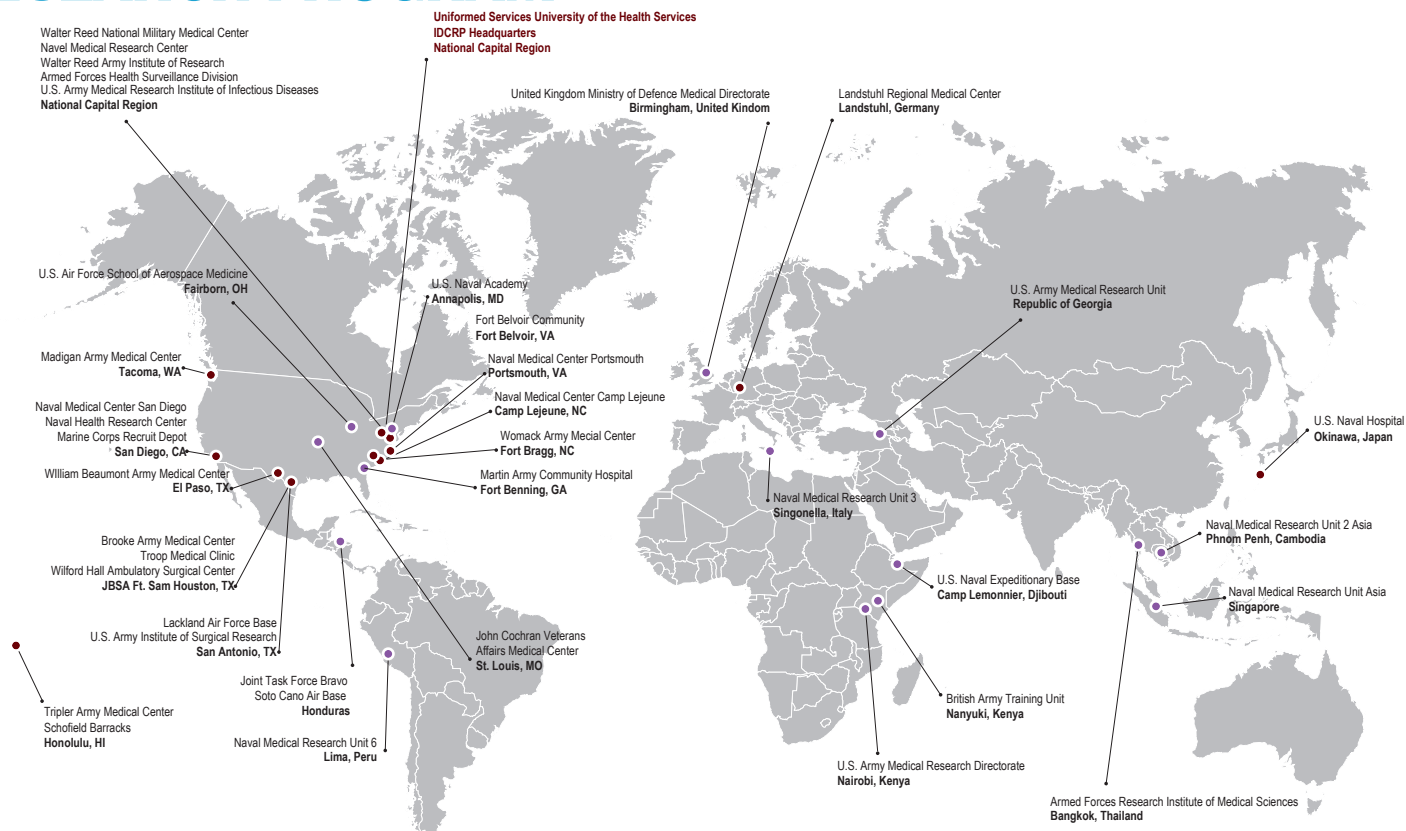 Uniformed Services University of the Health Services
IDCRP Headquarters
National Capital Region
Walter Reed National Military Medical Center
Navel Medical Research Center
Walter Reed Army Institute of Research
Armed Forces Health Surveillance Division
U.S. Army Medical Research Institute of Infectious Diseases
National Capital Region
United Kingdom Ministry of Defence Medical Directorate
Birmingham, United Kindom
Landstuhl Regional Medical Center
Landstuhl, Germany
U.S. Air Force School of Aerospace Medicine
Fairborn, OH
U.S. Naval Academy
Annapolis, MD
Fort Belvoir Community
Fort Belvoir, VA
U.S. Army Medical Research Unit
Republic of Georgia
Madigan Army Medical Center
Tacoma, WA
Naval Medical Center Portsmouth
Portsmouth, VA
Naval Medical Center San Diego
Naval Health Research Center
Marine Corps Recruit Depot
San Diego, CA
Naval Medical Center Camp Lejeune
Camp Lejeune, NC
Womack Army Mecial Center
Fort Bragg, NC
U.S. Naval Hospital
Okinawa, Japan
WIlliam Beaumont Army Medical Center
El Paso, TX
Martin Army Community Hospital
Fort Benning, GA
Naval Medical Research Unit 3
Singonella, Italy
Brooke Army Medical Center
Troop Medical Clinic
Wilford Hall Ambulatory Surgical Center
JBSA Ft. Sam Houston, TX
Naval Medical Research Unit 2 Asia
Phnom Penh, Cambodia
U.S. Naval Expeditionary Base
Camp Lemonnier, Djibouti
Naval Medical Research Unit Asia
Singapore
Lackland Air Force Base
U.S. Army Institute of Surgical Research
San Antonio, TX
John Cochran Veterans
Affairs Medical Center
St. Louis, MO
Joint Task Force Bravo
Soto Cano Air Base
Honduras
British Army Training Unit
Nanyuki, Kenya
Tripler Army Medical Center
Schofield Barracks
Honolulu, HI
Naval Medical Research Unit 6
Lima, Peru
U.S. Army Medical Research Directorate
Nairobi, Kenya
Armed Forces Research Institute of Medical Sciences
Bangkok, Thailand